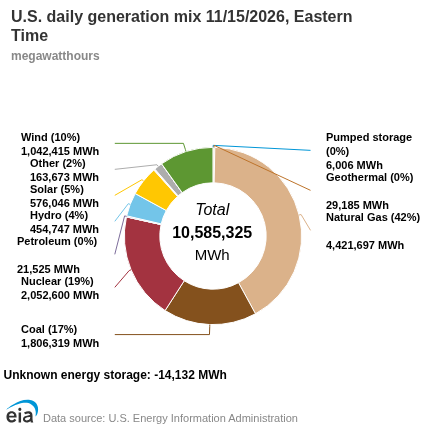 U.S. daily generation mix 11/15/2026, Eastern
Time
megawatthours
Wind (10%)
1,042,415 MWh
Other (2%)
163,673 MWh
Solar (5%)
576,046 MWh
Hydro (4%)
454,747 MWh
Petroleum (0%)
21,525 MWh
Nuclear (19%)
2,052,600 MWh
Coal (17%)
1,806,319 MWh
Total
10,585,325
MWh
Pumped storage
(0%)
6,006 MWh
Geothermal (0%)
29,185 MWh
Natural Gas (42%)
4,421,697 MWh
Unknown energy storage: -14,132 MWh
eia
Data source: U.S. Energy Information Administration